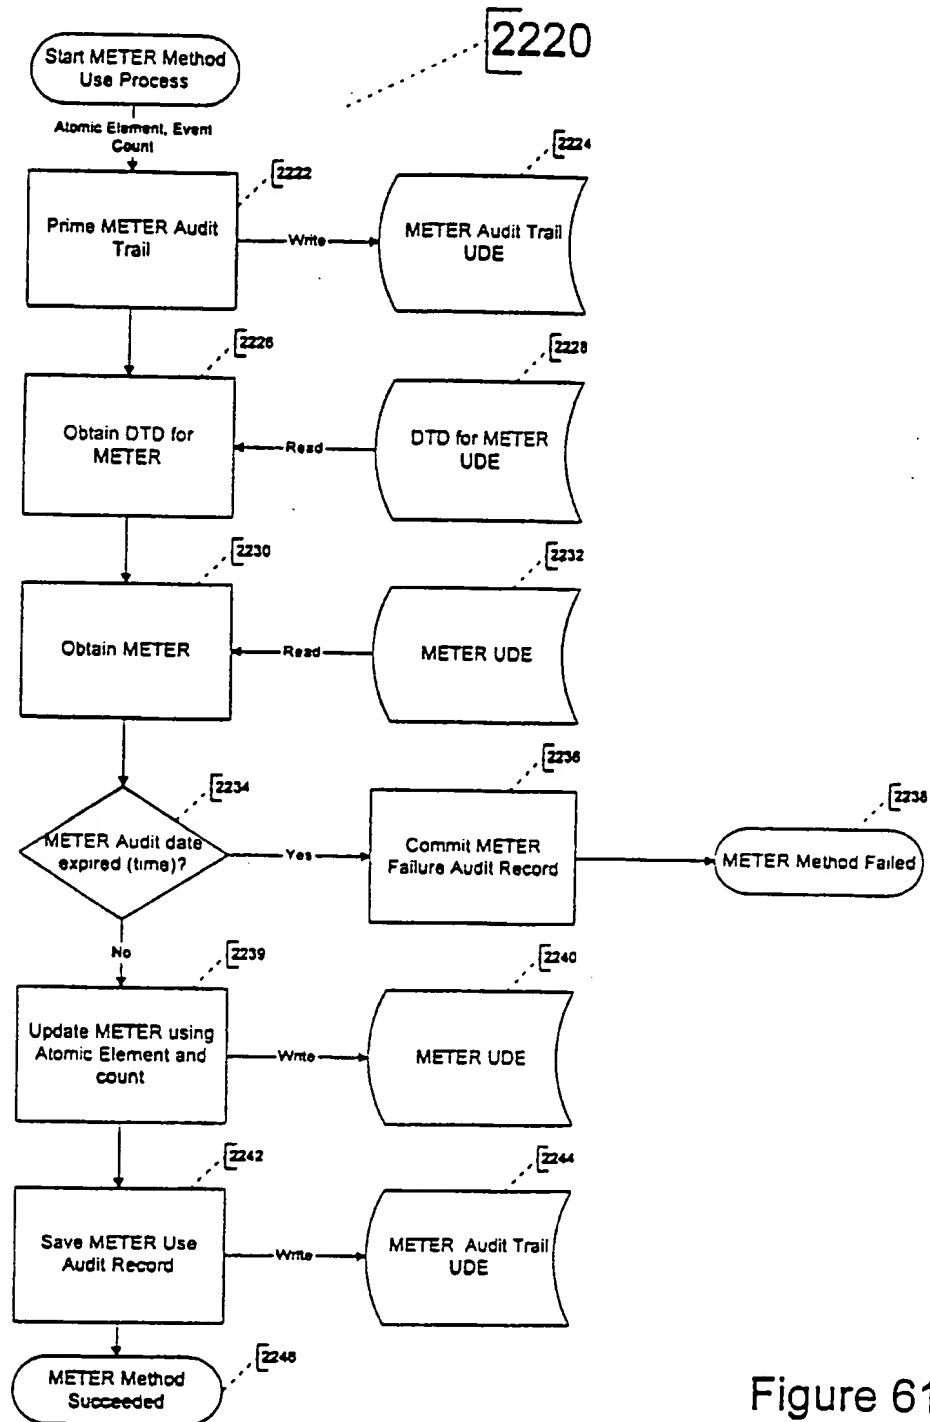 2220
Start METER Method
Use Process
Atomic Element, Event
Count
2222
2224
Prime METER Audit
Trail
Write
METER Audit Trail
UDE
2226
2228
Obtain DTD for
METER
Read
DTD for METER
UDE
2230
2232
Obtain METER
Read
METER UDE
2234
2236
2238
METER Audit date
expired (time)?
Yes
Commit METER
Failure Audit Record
METER Method Failed
No
2239
2240
Update METER using
Atomic Element and
count
Write
METER UDE
2242
2244
Save METER Use
Audit Record
Write
METER Audit Trail
UDE
2246
METER Method
Succeeded
Figure 61